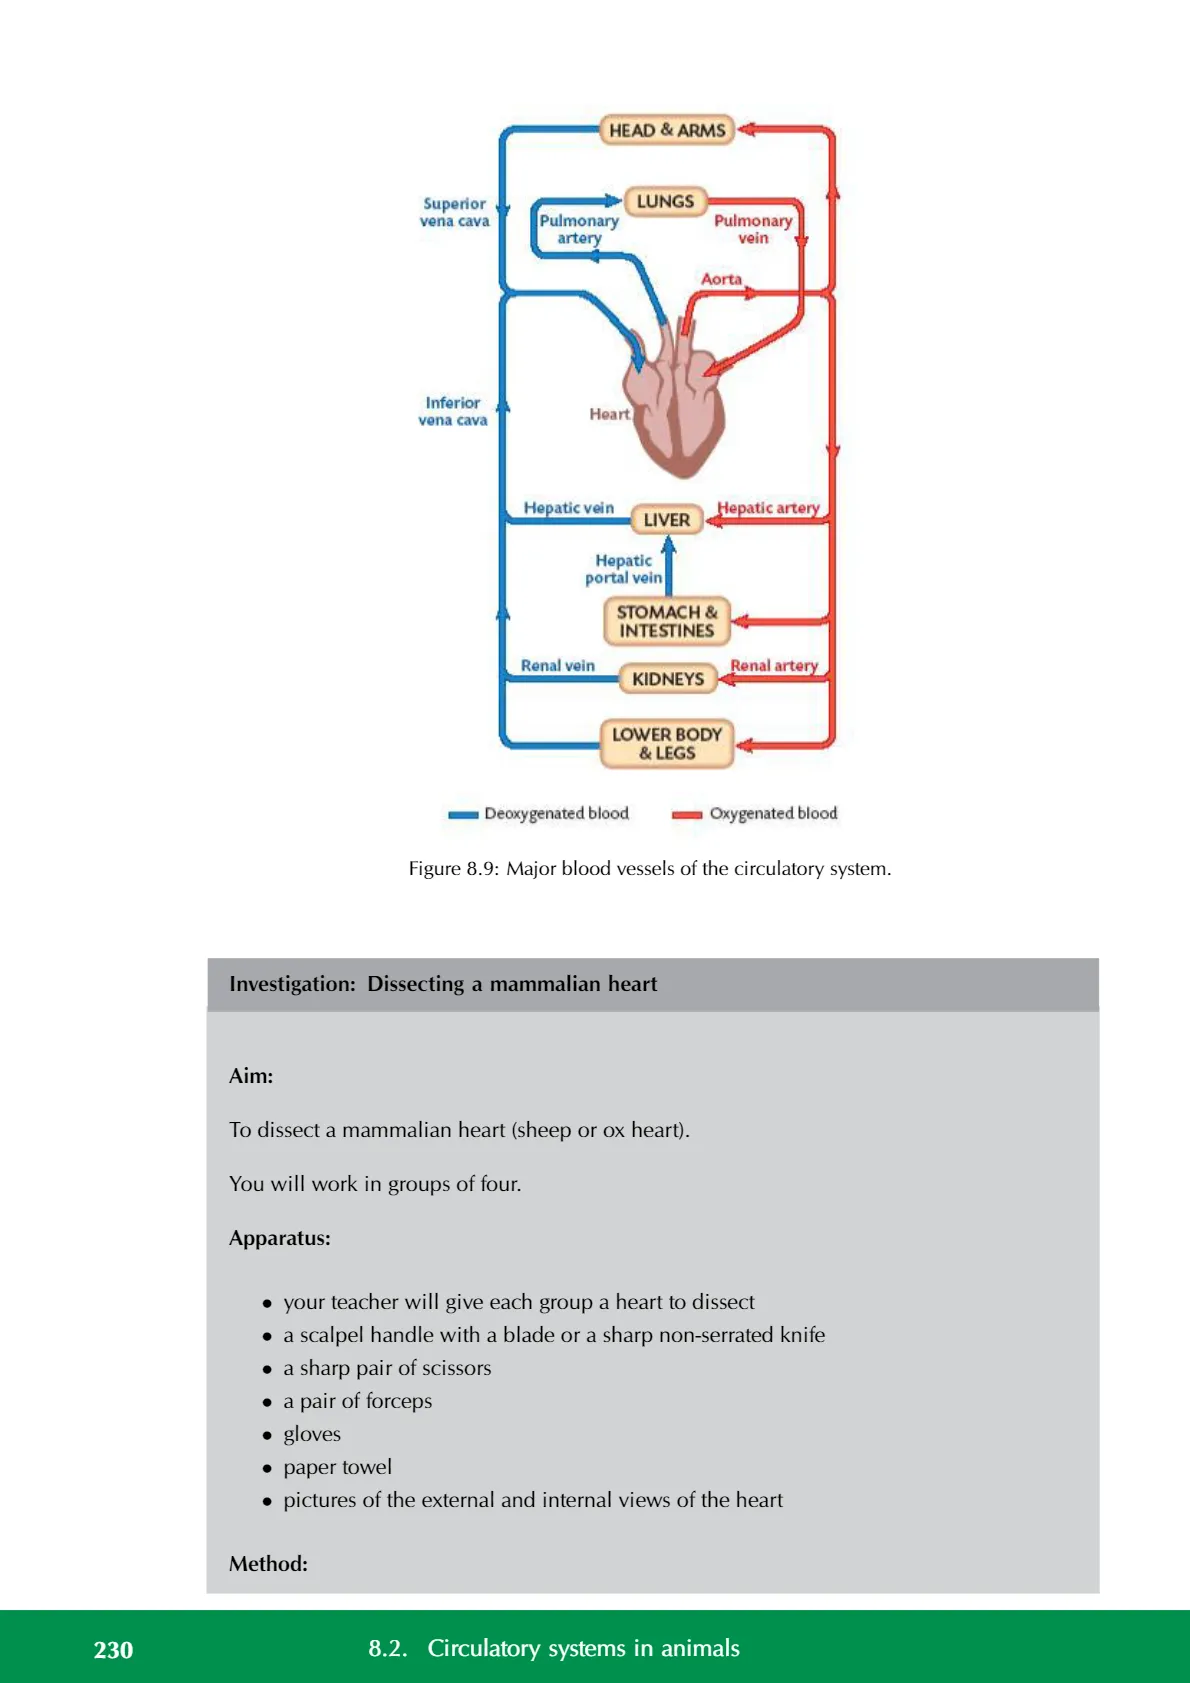 HEAD & ARMS
LUNGS
Superior
vena cava
Pulmonary
artery
Pulmonary
vein
Aorta
Inferior
vena cava
Heart
Hepatic vein
LIVER
Hepatic artery
Hepatic
portal vein
STOMACH &
INTESTINES
Renal vein
KIDNEYS
Renal artery
LOWER BODY
& LEGS
Deoxygenated blood
Oxygenated blood
Figure 8.9: Major blood vessels of the circulatory system.
Investigation: Dissecting a mammalian heart
Aim:
To dissect a mammalian heart (sheep or ox heart).
You will work in groups of four.
Apparatus:
• your teacher will give each group a heart to dissect
• a scalpel handle with a blade or a sharp non-serrated knife
• a sharp pair of scissors
• a pair of forceps
• gloves
• paper towel
• pictures of the external and internal views of the heart
Method:
230
8.2. Circulatory systems in animals